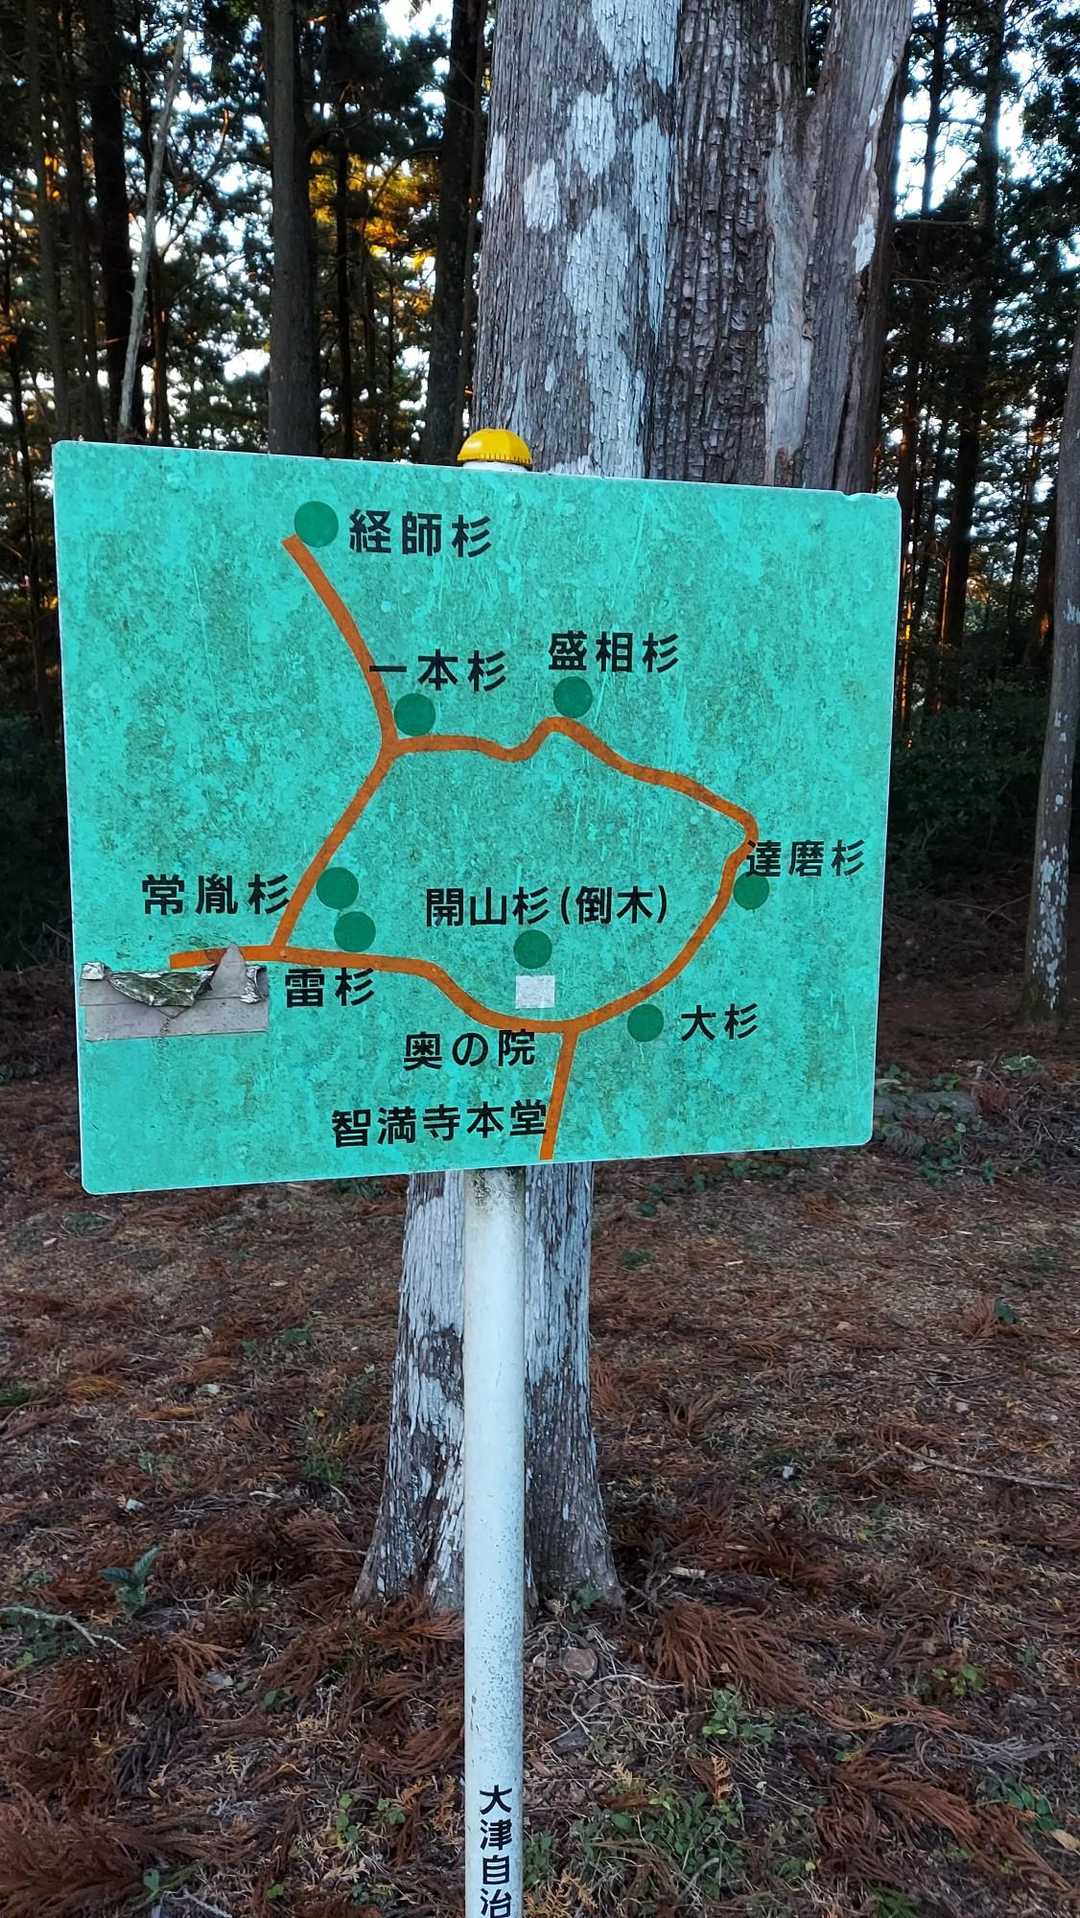 経師杉
一本杉
盛相杉
達磨杉
常胤杉
開山杉(倒木)
雷杉
大杉
奥の院
智満寺本堂
大津自治